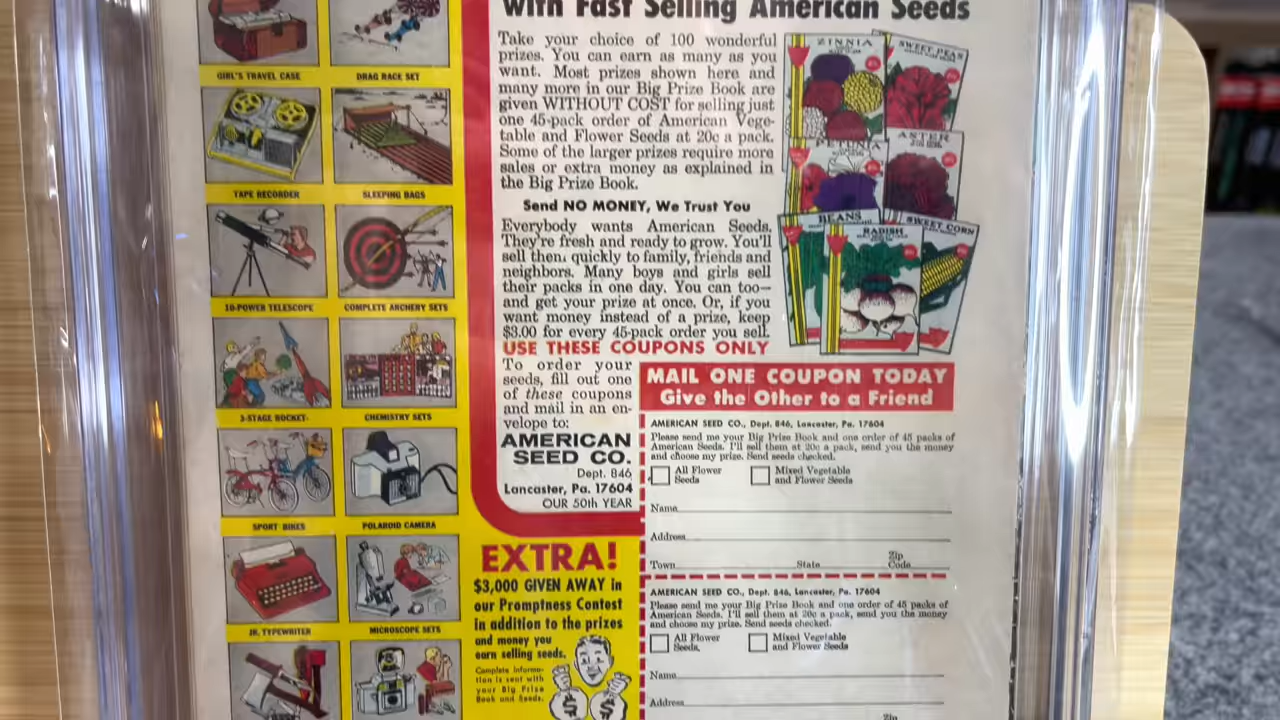 with Fast Selling American Seeds
GIRL'S TRAVEL CASE
DRAG RACE SET
TAPE RECORDER
SLEEPING BAGS
10-POWER TELESCOPE
COMPLETE ARCHERY SETS
3-STAGE ROCKET
CHEMISTRY SETS
SPORT BIKES
POLAROID CAMERA
JR. TYPEWRITER
MICROSCOPE SETS
Take your choice of 100 wonderful
prizes. You can earn as many as you
want. Most prizes shown here and
many more in our Big Prize Book are
given WITHOUT COST for selling just
one 45-pack order of American Vege-
table and Flower Seeds at 20c a pack.
Some of the larger prizes require more
sales or extra money as explained in
the Big Prize Book.
Send NO MONEY, We Trust You
Everybody wants American Seeds.
They're fresh and ready to grow. You'll
sell them quickly to family, friends and
neighbors. Many boys and girls sell
their packs in one day. You can too—
and get your prize at once. Or, if you
want money instead of a prize, keep
$3.00 for every 45-pack order you sell.
USE THESE COUPONS ONLY
To order your
seeds, fill out one
of these coupons
and mail in an en-
velope to:
AMERICAN
SEED CO.
Dept. 846
Lancaster, Pa. 17604
OUR 50th YEAR
ZINNIA
SWEET PEAS
PETUNIA
ASTER
BEANS
RADISH
SWEET CORN
MAIL ONE COUPON TODAY
Give the Other to a Friend
AMERICAN SEED CO., Dept. 846, Lancaster, Pa. 17604
Please send me your Big Prize Book and one order of 45 packs of
American Seeds. I'll sell them at 20c a pack, send you the money
and choose my prize. Send seeds checked.
All Flower
Seeds
Mixed Vegetable
and Flower Seeds
Name
Address
Town State Zip
Code
AMERICAN SEED CO., Dept. 846, Lancaster, Pa. 17604
Please send me your Big Prize Book and one order of 45 packs of
American Seeds. I'll sell them at 20c a pack, send you the money
and choose my prize. Send seeds checked.
All Flower
Seeds.
Mixed Vegetable
and Flower Seeds
Name
Address
Zip
EXTRA!
$3,000 GIVEN AWAY in
our Promptness Contest
in addition to the prizes
and money you
earn selling seeds.
Complete informa-
tion is sent with
your Big Prize
Book and Seeds.
$ $